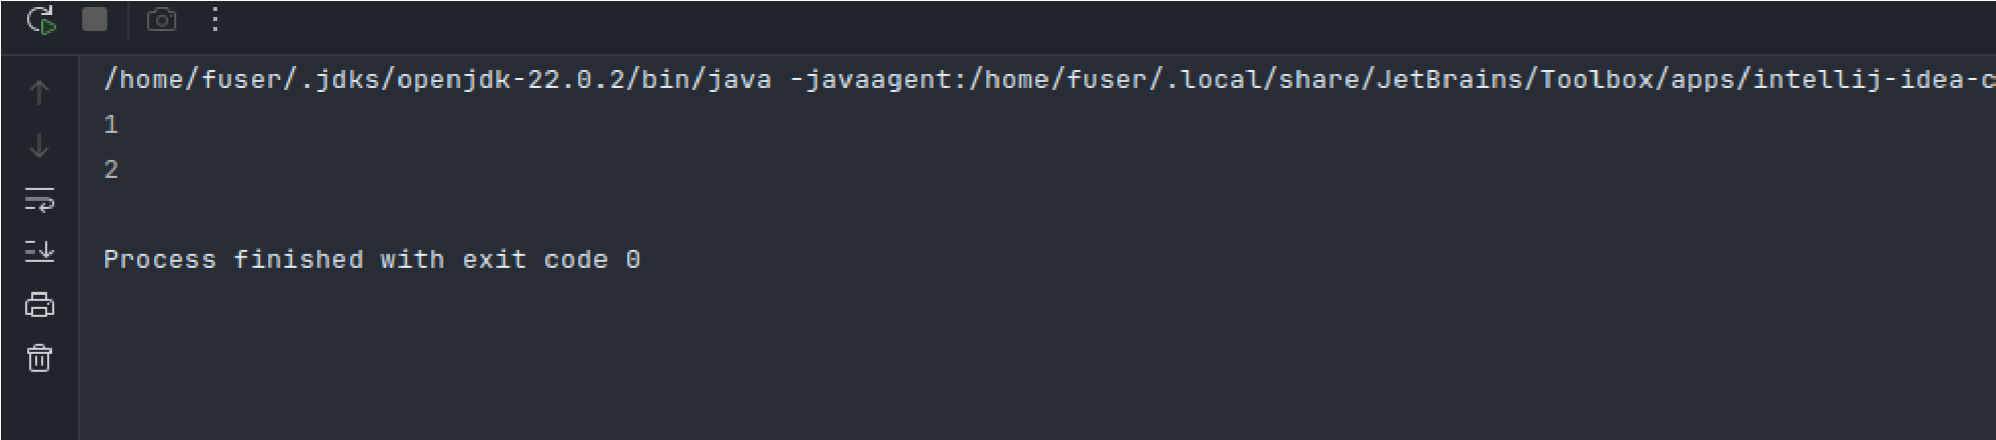 /home/fuser/.jdks/openjdk-22.0.2/bin/java -javaagent:/home/fuser/.local/share/JetBrains/Toolbox/apps/intellij-idea-c
1
2
Process finished with exit code 0